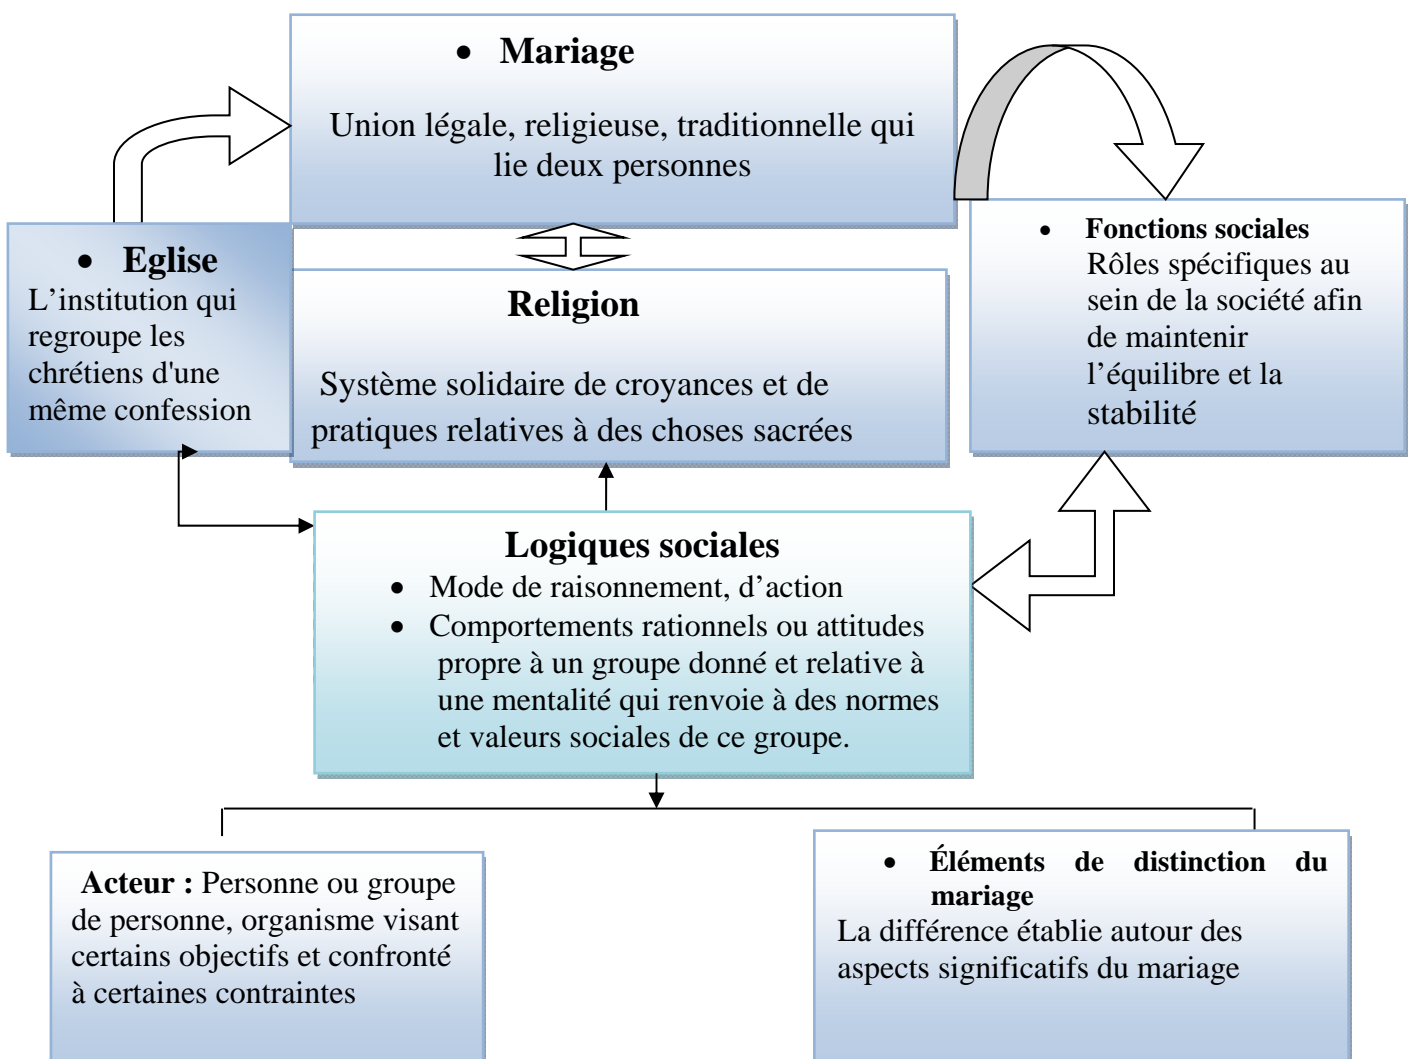 • Mariage
Union légale, religieuse, traditionnelle qui
lie deux personnes
• Eglise
L’institution qui
regroupe les
chrétiens d'une
même confession
Religion
Système solidaire de croyances et de
pratiques relatives à des choses sacrées
• Fonctions sociales
Rôles spécifiques au
sein de la société afin
de maintenir
l’équilibre et la
stabilité
Logiques sociales
• Mode de raisonnement, d’action
• Comportements rationnels ou attitudes
propre à un groupe donné et relative à
une mentalité qui renvoie à des normes
et valeurs sociales de ce groupe.
Acteur : Personne ou groupe
de personne, organisme visant
certains objectifs et confronté
à certaines contraintes
• Éléments de distinction du
mariage
La différence établie autour des
aspects significatifs du mariage